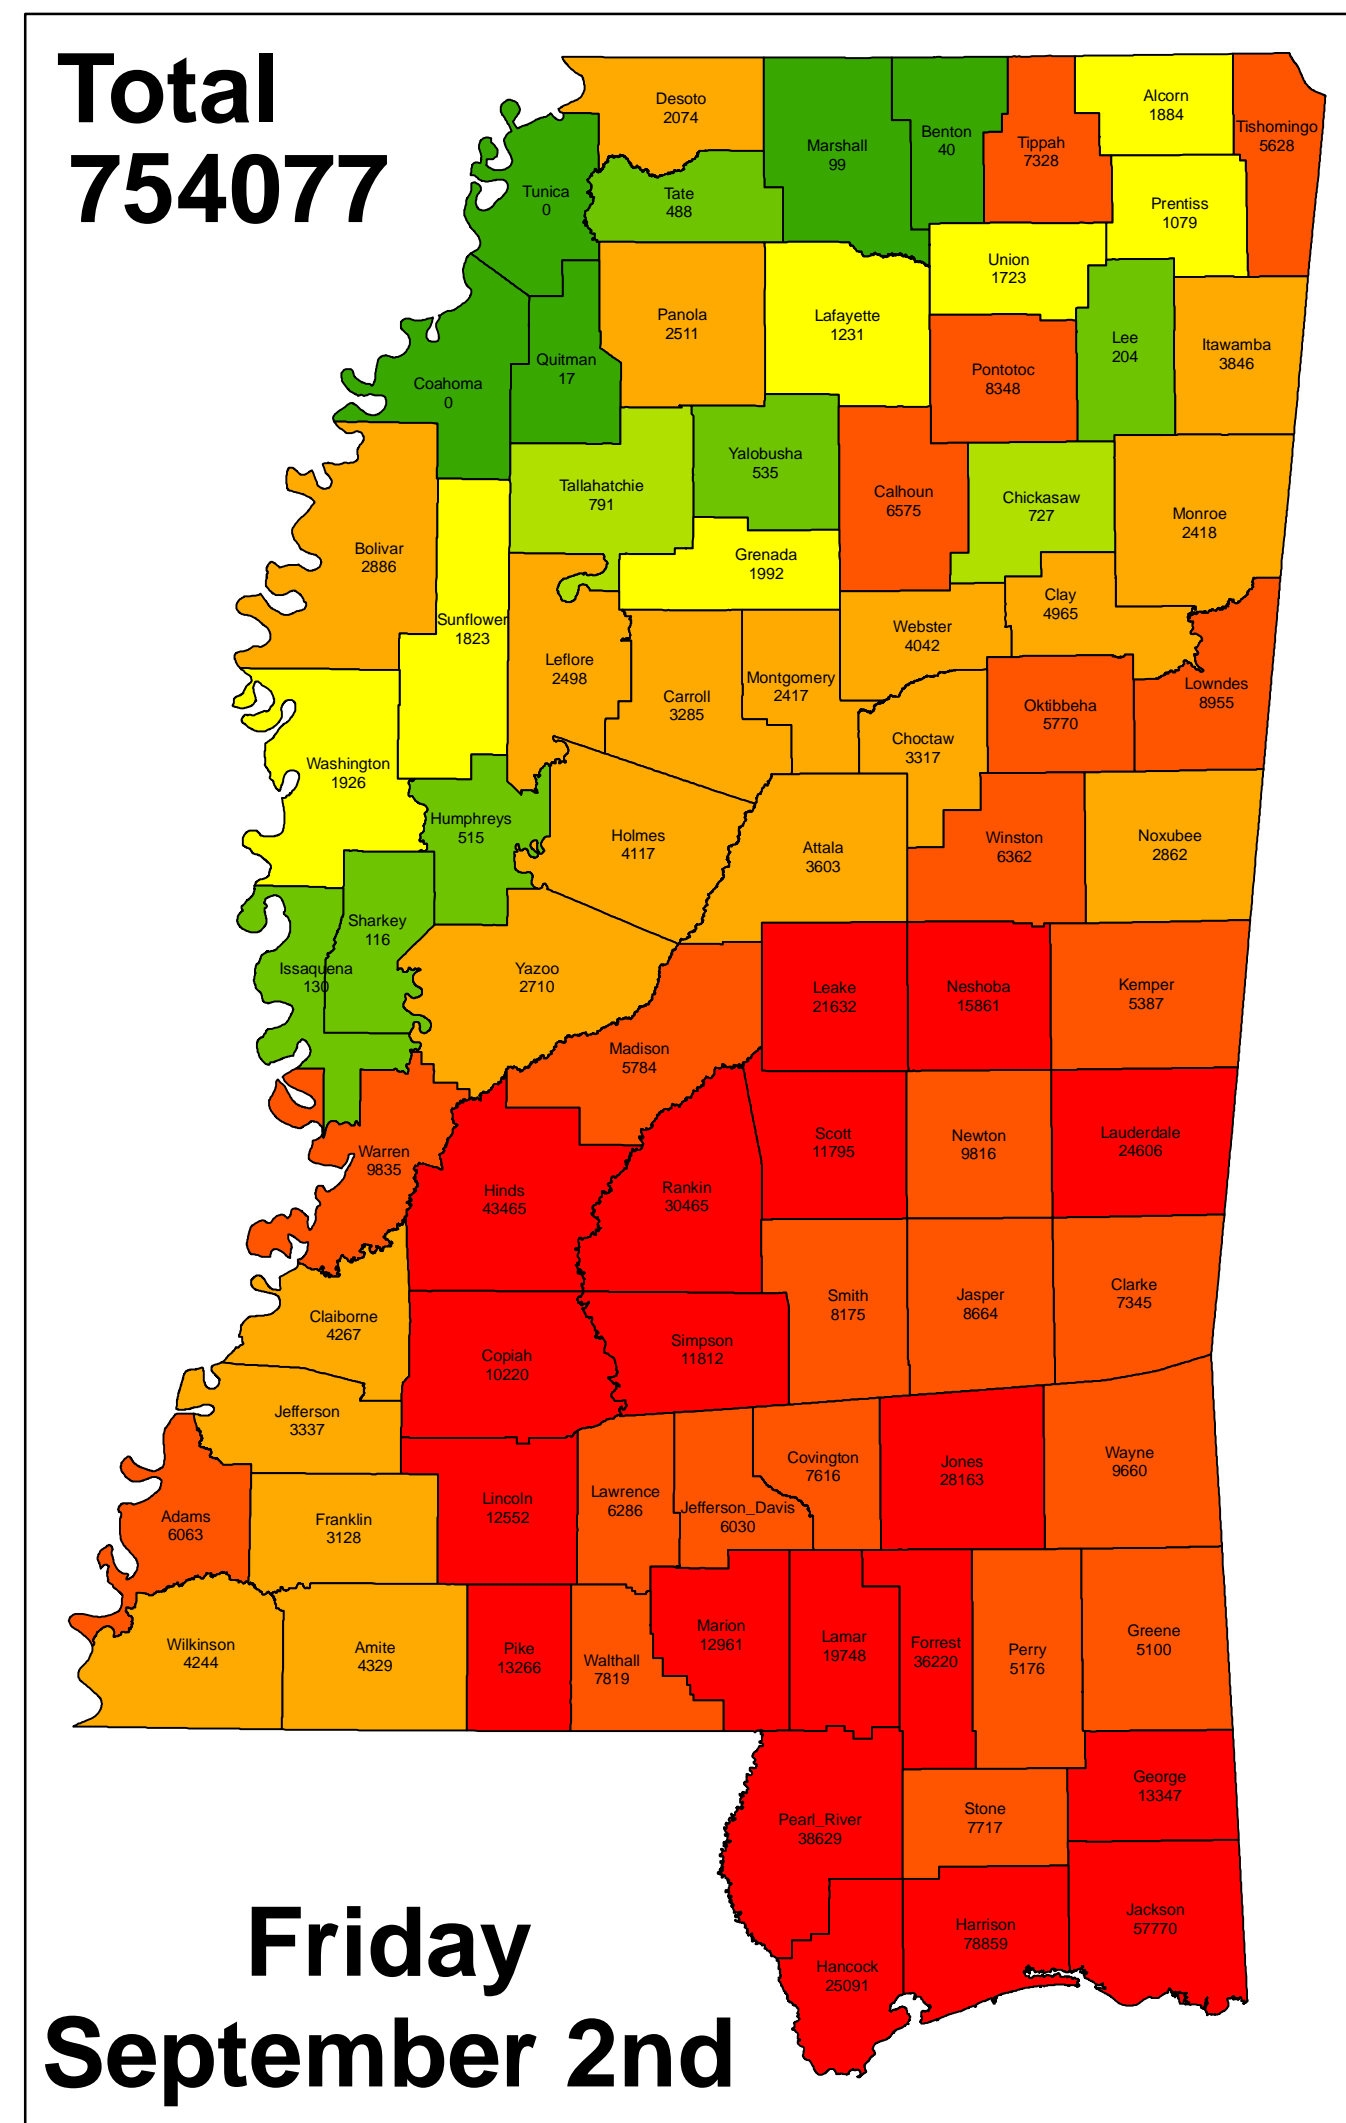 Total
754077
Desoto
2074
Marshall
99
Benton
40
Tippah
7328
Alcorn
1884
Tishomingo
5628
Tunica
0
Tate
488
Prentiss
1079
Union
1723
Panola
2511
Lafayette
1231
Pontotoc
8348
Lee
204
Itawamba
3846
Coahoma
0
Quitman
17
Tallahatchie
791
Yalobusha
535
Calhoun
6575
Chickasaw
727
Monroe
2418
Bolivar
2886
Sunflower
1823
Grenada
1992
Clay
4965
Webster
4042
Leflore
2498
Carroll
3285
Montgomery
2417
Choctaw
3317
Oktibbeha
5770
Lowndes
8955
Washington
1926
Humphreys
515
Holmes
4117
Attala
3603
Winston
6362
Noxubee
2862
Sharkey
116
Issaquena
130
Yazoo
2710
Leake
21632
Neshoba
15861
Kemper
5387
Madison
5784
Warren
9835
Hinds
43465
Rankin
30465
Scott
11795
Newton
9816
Lauderdale
24606
Claiborne
4267
Copiah
10220
Simpson
11812
Smith
8175
Jasper
8664
Clarke
7345
Jefferson
3337
Adams
6063
Franklin
3128
Lincoln
12552
Lawrence
6286
Jefferson_Davis
6030
Covington
7616
Jones
28163
Wayne
9660
Wilkinson
4244
Amite
4329
Pike
13266
Walthall
7819
Marion
12961
Lamar
19748
Forrest
36220
Perry
5176
Greene
5100
Pearl_River
38629
Stone
7717
George
13347
Hancock
25091
Harrison
78859
Jackson
57770
Friday
September 2nd